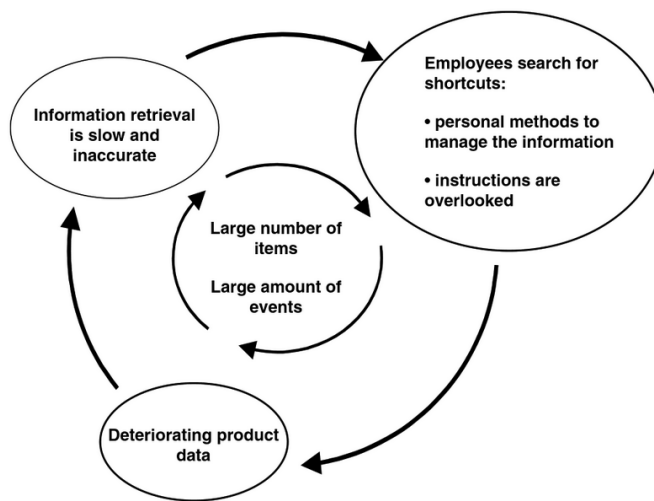 Information retrieval
is slow and
inaccurate
Employees search for
shortcuts:
• personal methods to
manage the information
• instructions are
overlooked
Large number of
items
Large amount of
events
Deteriorating product
data